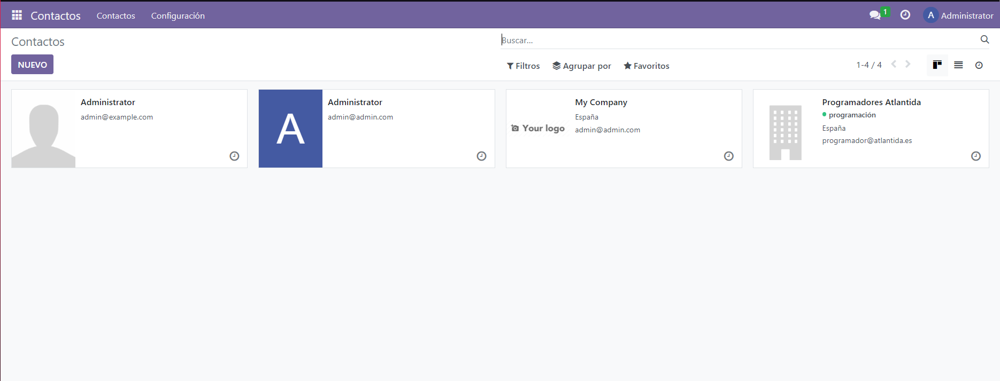 Contactos Contactos Configuración 1 A Administrator
Contactos
Buscar...
NUEVO
Filtros Agrupar por Favoritos 1-4 / 4
Administrator
admin@example.com
A
Administrator
admin@admin.com
Your logo
My Company
España
admin@admin.com
Programadores Atlantida
programación
España
programador@atlantida.es